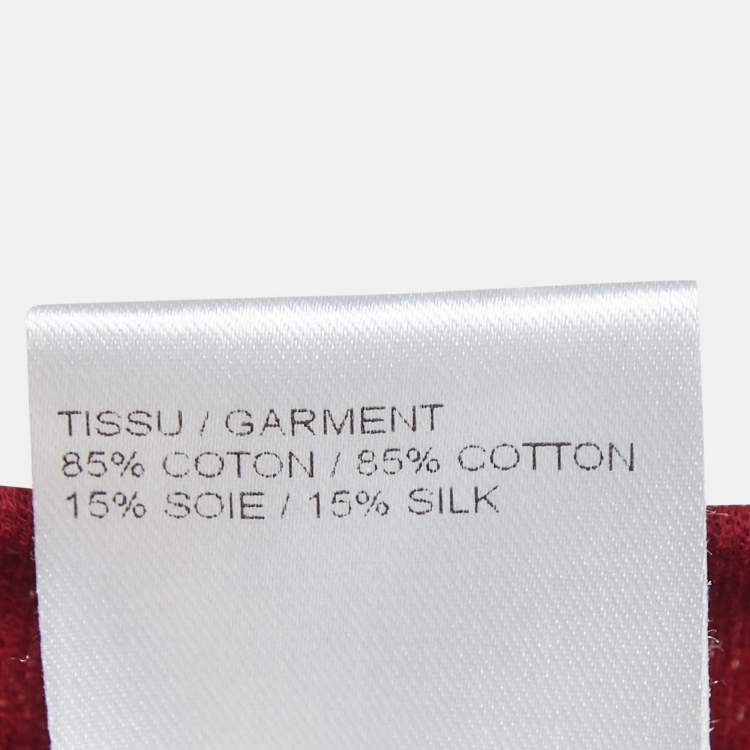 TISSU / GARMENT
85% COTON / 85% COTTON
15% SOIE / 15% SILK